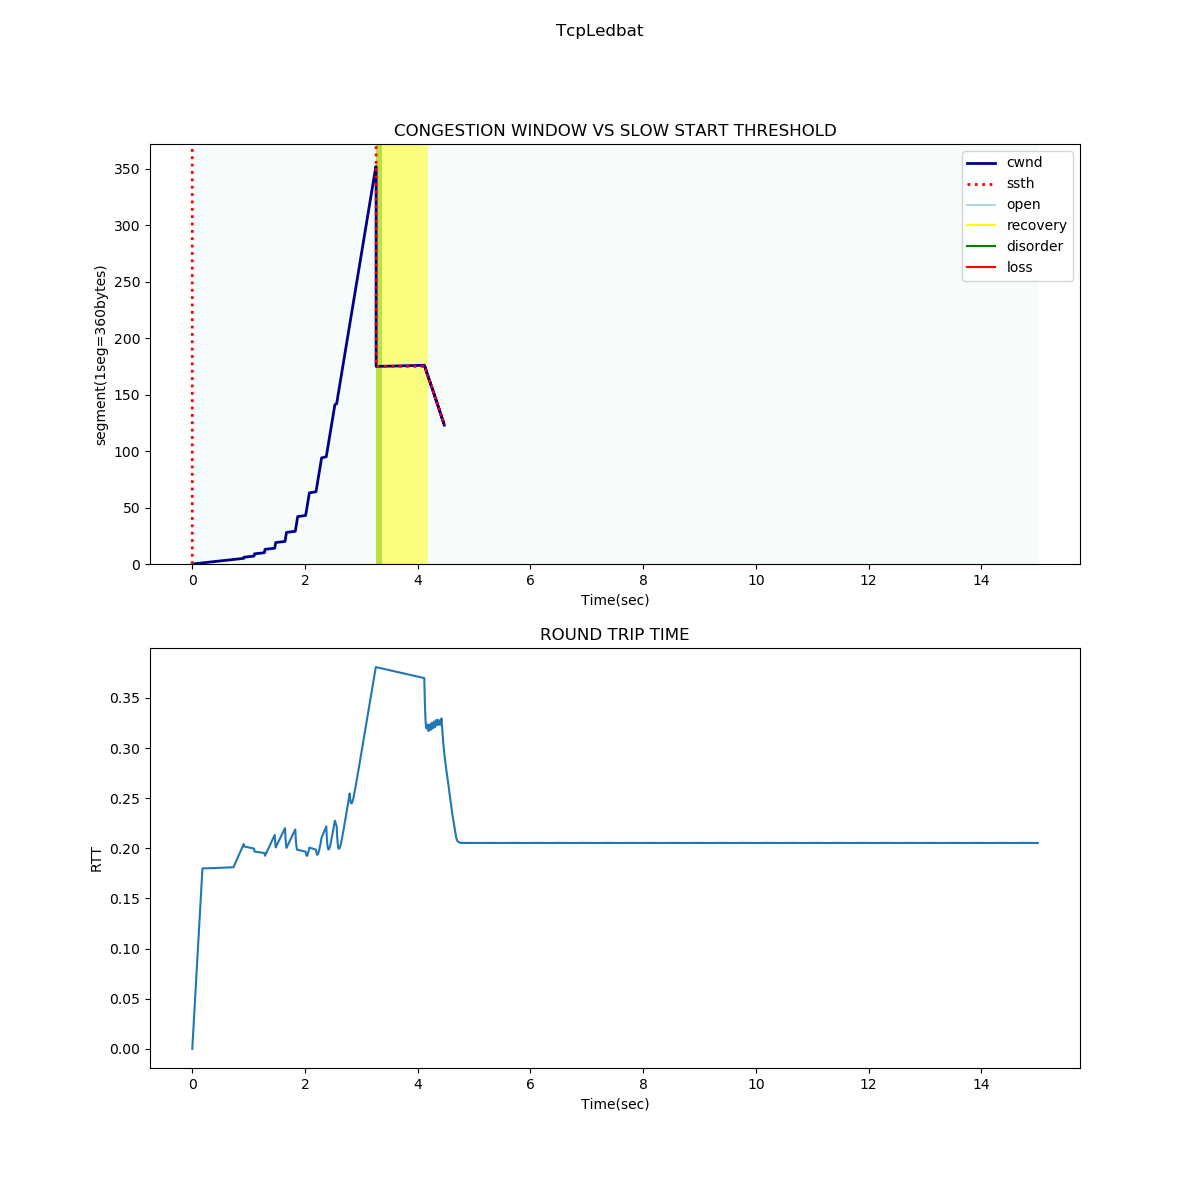 TcpLedbat
CONGESTION WINDOW VS SLOW START THRESHOLD
350
300
250
200
150
100
50
0
segment(1seg=360bytes)
cwnd
ssth
open
recovery
disorder
loss
0 2 4 6 8 10 12 14
Time(sec)
ROUND TRIP TIME
0.35
0.30
0.25
0.20
0.15
0.10
0.05
0.00
RTT
0 2 4 6 8 10 12 14
Time(sec)